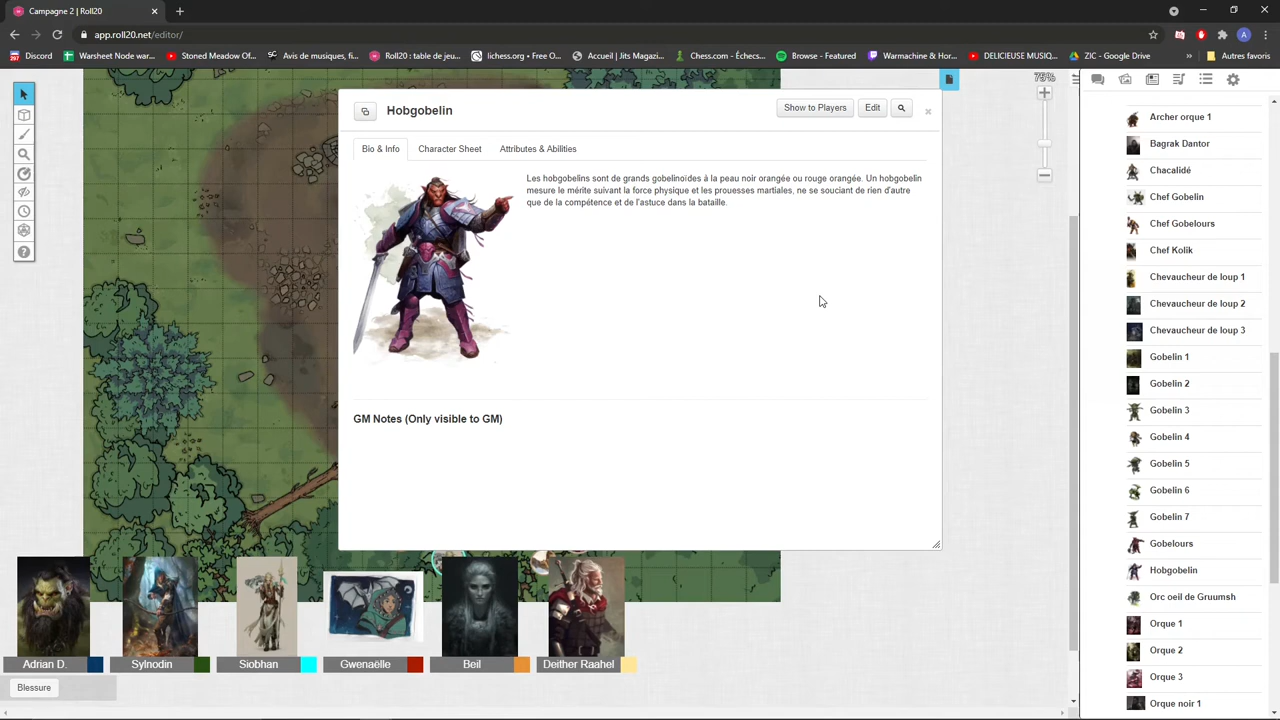 Campagne 2 | Roll20
app.roll20.net/editor/
Discord
Warsheet Node war...
Stoned Meadow Of...
Avis de musiques, fi...
Roll20 : table de jeu...
lichess.org • Free O...
Accueil | Jits Magazi...
Chess.com - Échecs...
Browse - Featured
Warmachine & Hor...
DELICIEUSE MUSIQ...
ZIC - Google Drive
Autres favoris
78%
Hobgobelin
Show to Players
Edit
Bio & Info
Character Sheet
Attributes & Abilities
Les hobgobelins sont de grands gobelinoïdes à la peau noir orangée ou rouge orangée. Un hobgobelin
mesure le mérite suivant la force physique et les prouesses martiales, ne se souciant de rien d'autre
que de la compétence et de l'astuce dans la bataille.
GM Notes (Only visible to GM)
Archer orque 1
Bagrak Dantor
Chacalidé
Chef Gobelin
Chef Gobelours
Chef Kolik
Chevaucheur de loup 1
Chevaucheur de loup 2
Chevaucheur de loup 3
Gobelin 1
Gobelin 2
Gobelin 3
Gobelin 4
Gobelin 5
Gobelin 6
Gobelin 7
Gobelours
Hobgobelin
Orc oeil de Gruumsh
Orque 1
Orque 2
Orque 3
Orque noir 1
Adrian D.
Sylnodin
Siobhan
Gwenaëlle
Beil
Deither Raahel
Blessure